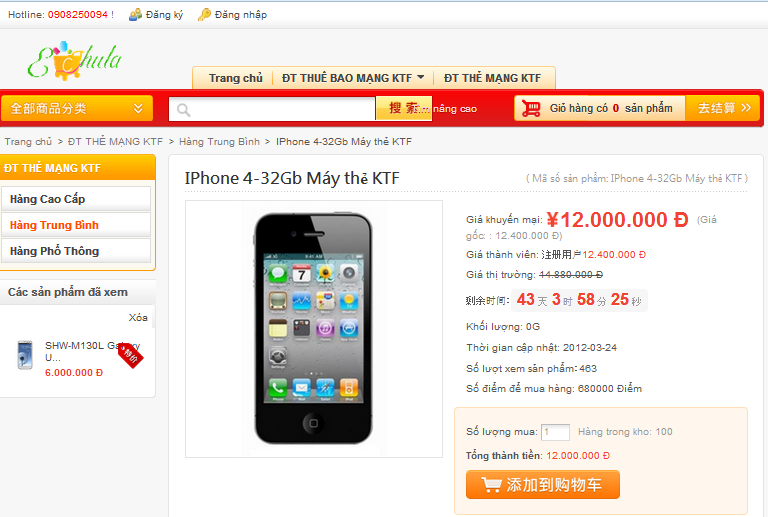 Hotline: 0908250094 !
Đăng ký
Đăng nhập
Echula
Trang chủ
ĐT THUÊ BAO MẠNG KTF
ĐT THẺ MẠNG KTF
全部商品分类
搜 索
nâng cao
Giỏ hàng có 0 sản phẩm
去结算
Trang chủ > ĐT THẺ MẠNG KTF > Hàng Trung Bình > IPhone 4-32Gb Máy thẻ KTF
ĐT THẺ MẠNG KTF
Hàng Cao Cấp
Hàng Trung Bình
Hàng Phổ Thông
Các sản phẩm đã xem
Xóa
SHW-M130L Galaxy
U...
6.000.000 Đ
特价
IPhone 4-32Gb Máy thẻ KTF
( Mã số sản phẩm: IPhone 4-32Gb Máy thẻ KTF )
Giá khuyến mại: ¥12.000.000 Đ (Giá
gốc: : 12.400.000 Đ)
Giá thành viên: 注册用户12.400.000 Đ
Giá thị trường: 14.880.000 Đ
剩余时间: 43 天 3 时 58 分 25 秒
Khối lượng: 0G
Thời gian cập nhật: 2012-03-24
Số lượt xem sản phẩm:463
Số điểm để mua hàng: 680000 Điểm
Số lượng mua: 1 Hàng trong kho: 100
Tổng thành tiền: 12.000.000 Đ
添加到购物车